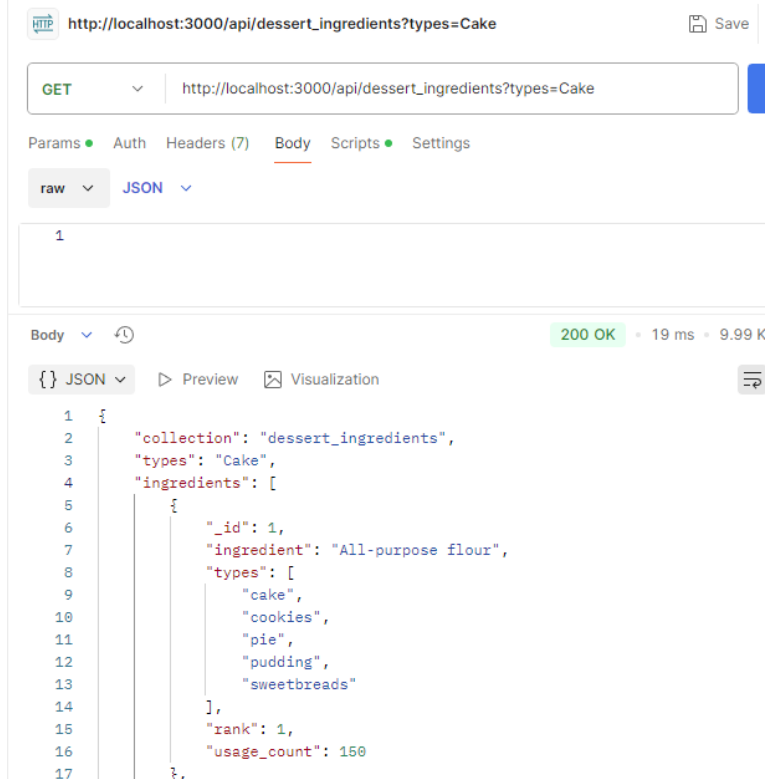 HTTP http://localhost:3000/api/dessert_ingredients?types=Cake Save
GET http://localhost:3000/api/dessert_ingredients?types=Cake
Params Auth Headers (7) Body Scripts Settings
raw JSON
1
Body 200 OK 19 ms 9.99 K
{} JSON Preview Visualization
1 {
2 "collection": "dessert_ingredients",
3 "types": "Cake",
4 "ingredients": [
5 {
6 "_id": 1,
7 "ingredient": "All-purpose flour",
8 "types": [
9 "cake",
10 "cookies",
11 "pie",
12 "pudding",
13 "sweetbreads"
14 ],
15 "rank": 1,
16 "usage_count": 150
17 },